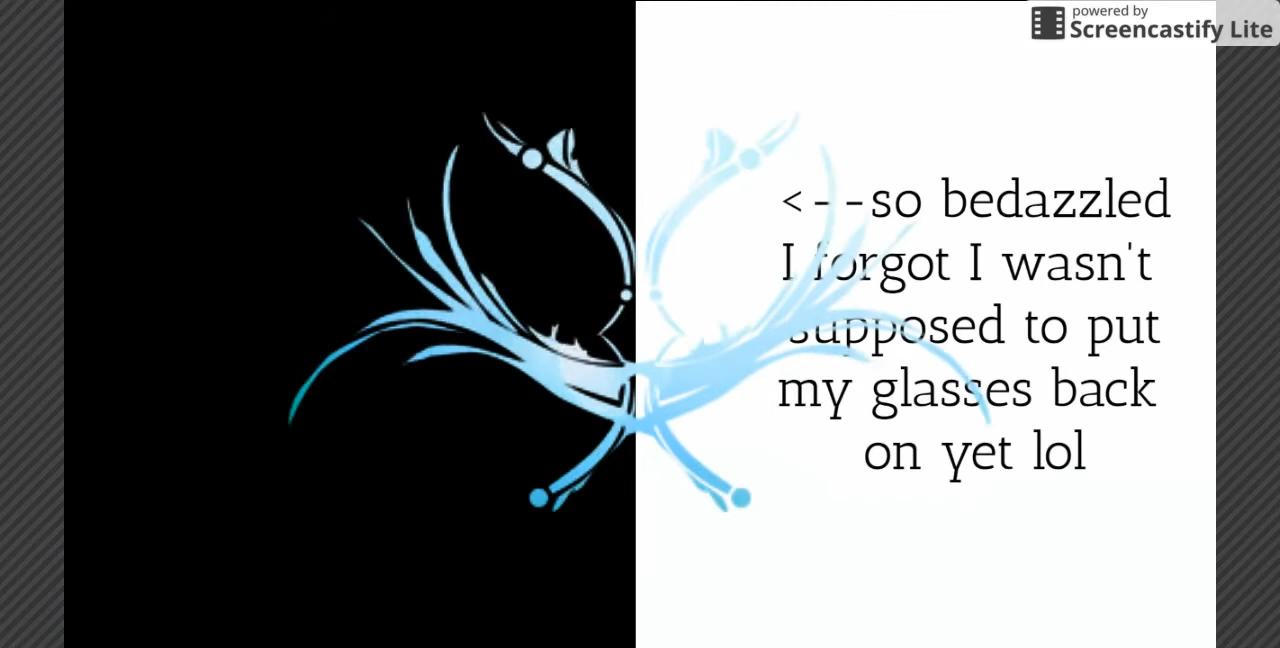 powered by
Screencastify Lite
<--so bedazzled
I forgot I wasn't
supposed to put
my glasses back
on yet lol